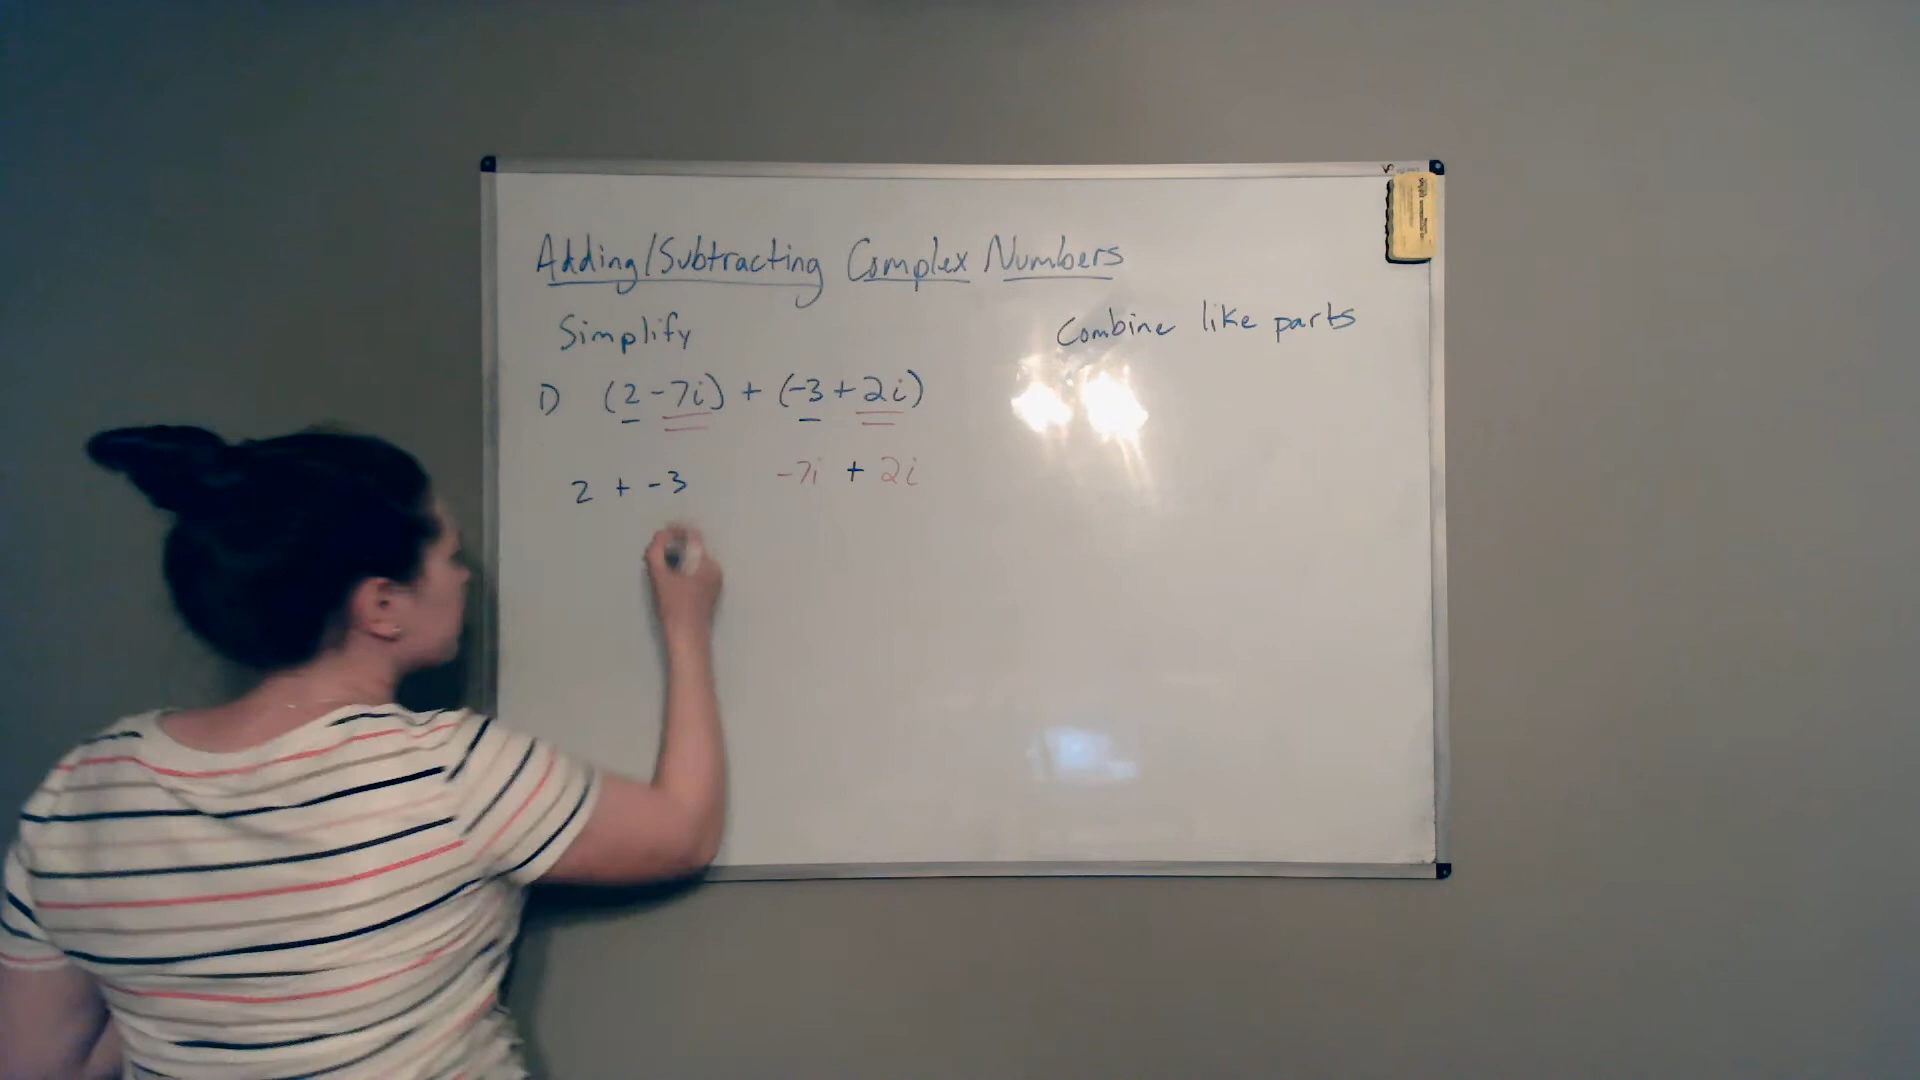 Adding/Subtracting Complex Numbers
Simplify
Combine like parts
1) (2 - 7i) + (-3 + 2i)
2 + -3 -7i + 2i